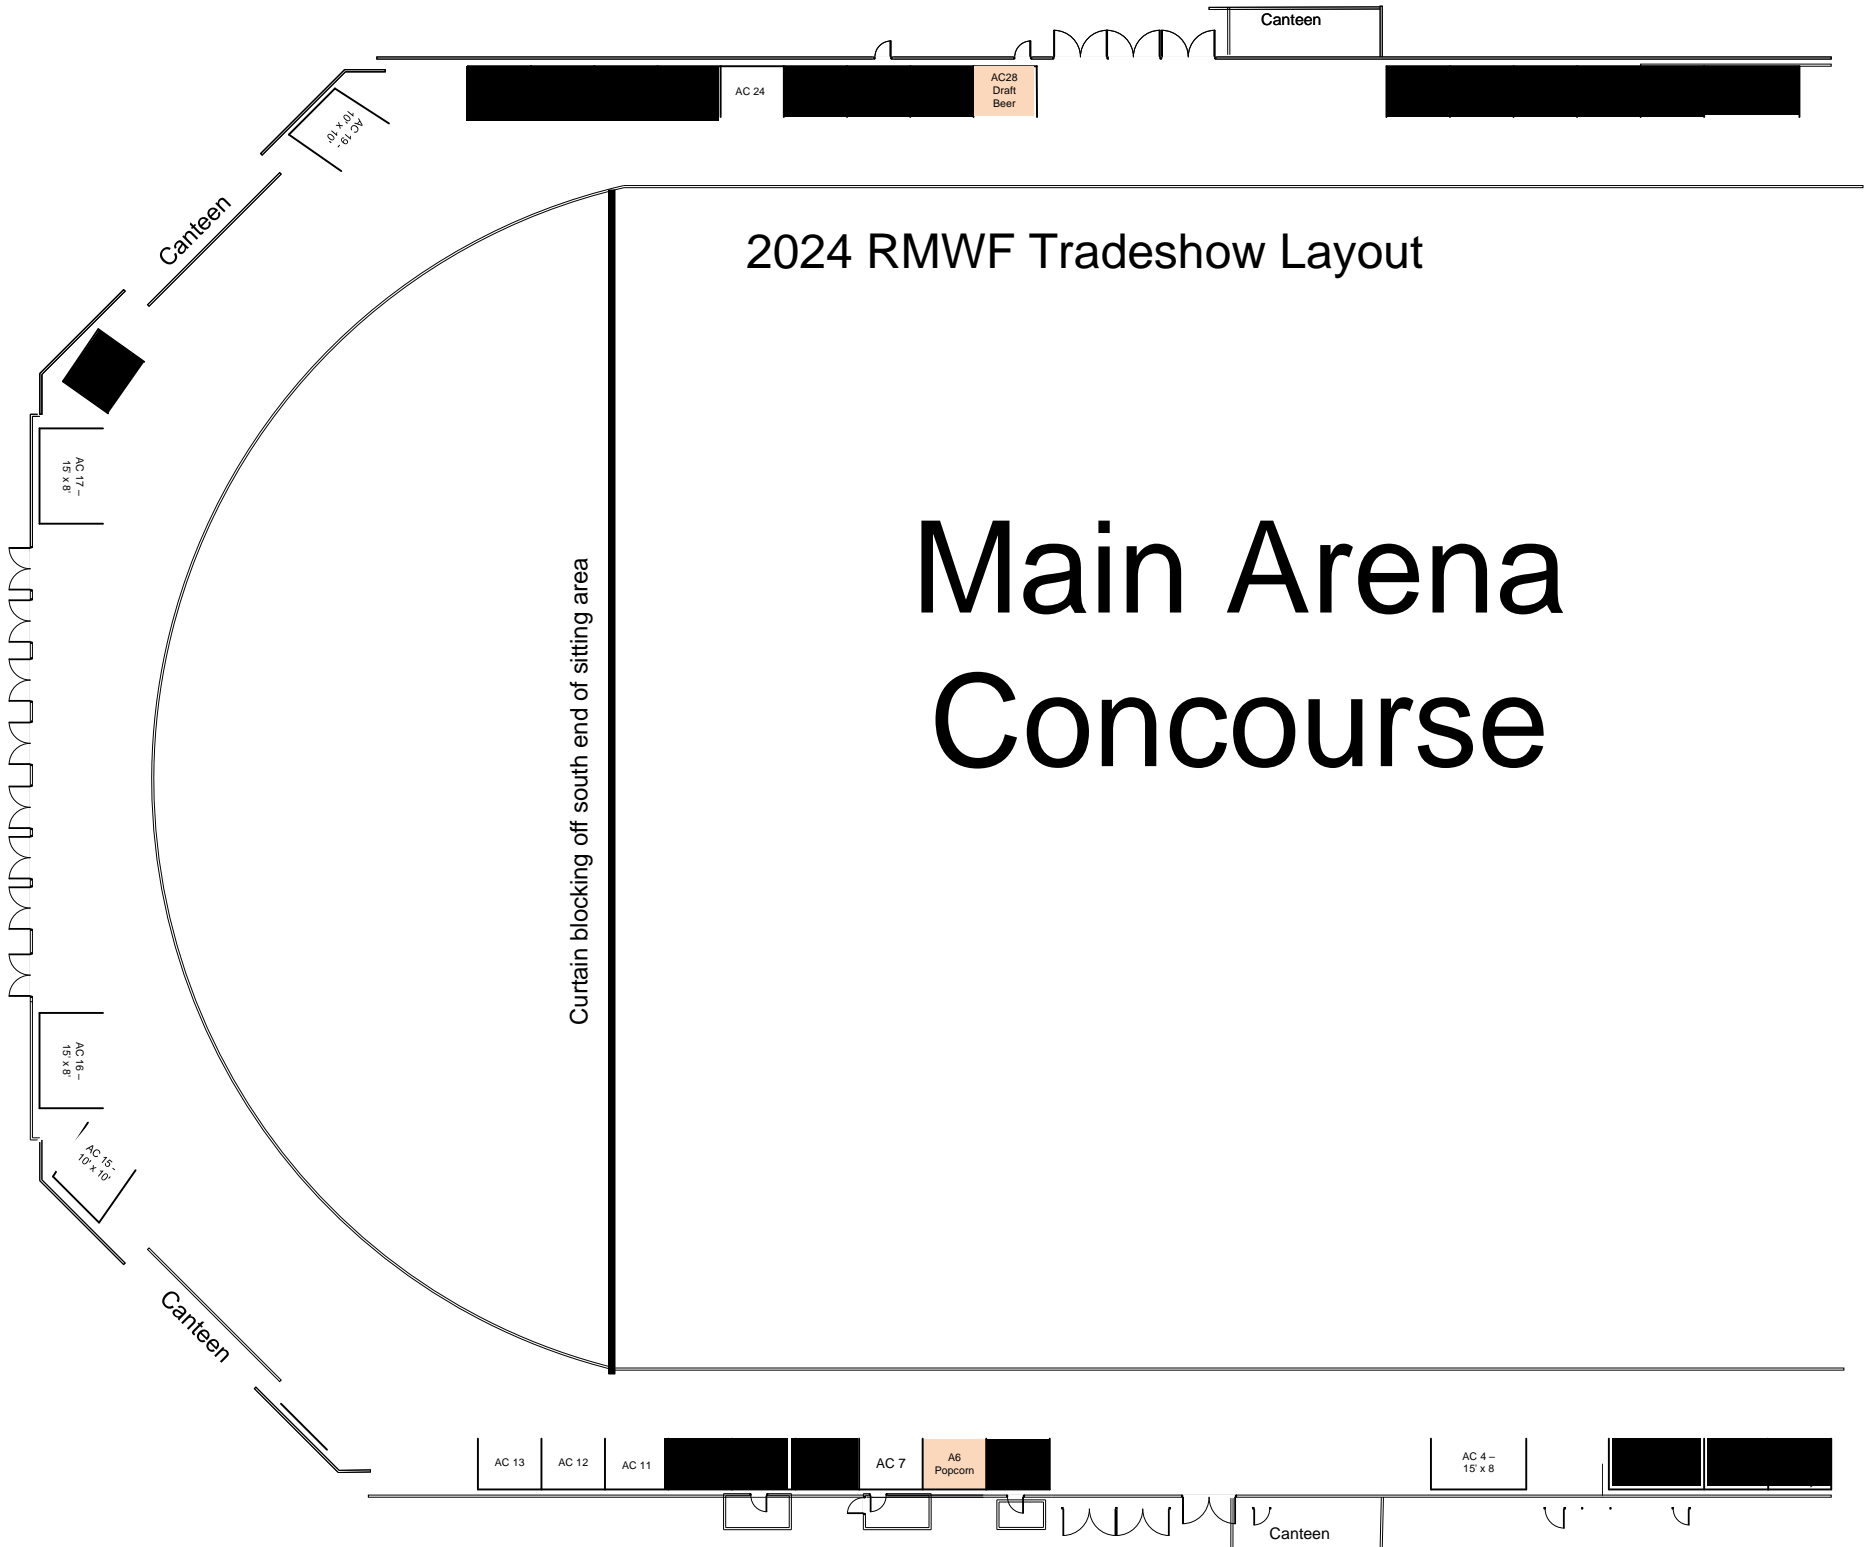 Canteen
AC 24
AC28
Draft
Beer
AC 19 -
10' x 10'
Canteen
2024 RMWF Tradeshow Layout
AC 17 –
15' x 8'
Main Arena
Concourse
Curtain blocking off south end of sitting area
AC 16 –
15' x 8'
AC 15 -
10' x 10'
Canteen
AC 13
AC 12
AC 11
AC 7
A6
Popcorn
AC 4 –
15' x 8
Canteen